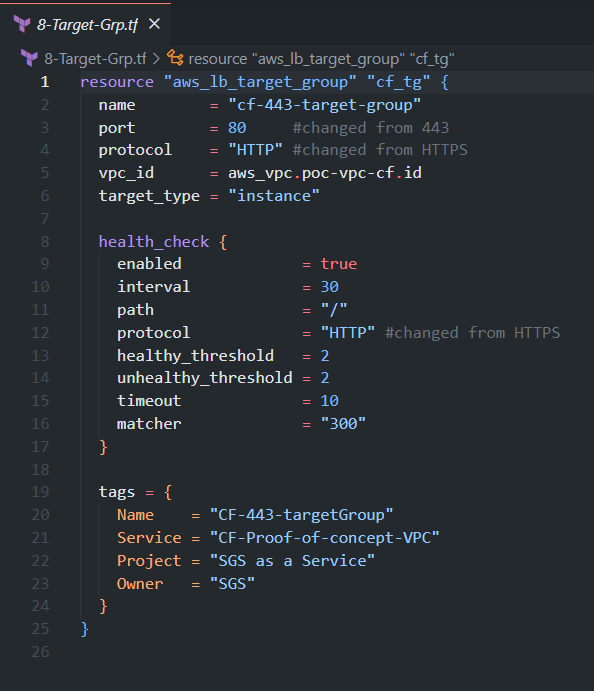 8-Target-Grp.tf ×
8-Target-Grp.tf > resource "aws_lb_target_group" "cf_tg"
1 resource "aws_lb_target_group" "cf_tg" {
2   name        = "cf-443-target-group"
3   port        = 80     #changed from 443
4   protocol    = "HTTP" #changed from HTTPS
5   vpc_id      = aws_vpc.poc-vpc-cf.id
6   target_type = "instance"
7
8   health_check {
9     enabled             = true
10     interval            = 30
11     path                = "/"
12     protocol            = "HTTP" #changed from HTTPS
13     healthy_threshold   = 2
14     unhealthy_threshold = 2
15     timeout             = 10
16     matcher             = "300"
17   }
18
19   tags = {
20     Name    = "CF-443-targetGroup"
21     Service = "CF-Proof-of-concept-VPC"
22     Project = "SGS as a Service"
23     Owner   = "SGS"
24   }
25 }
26